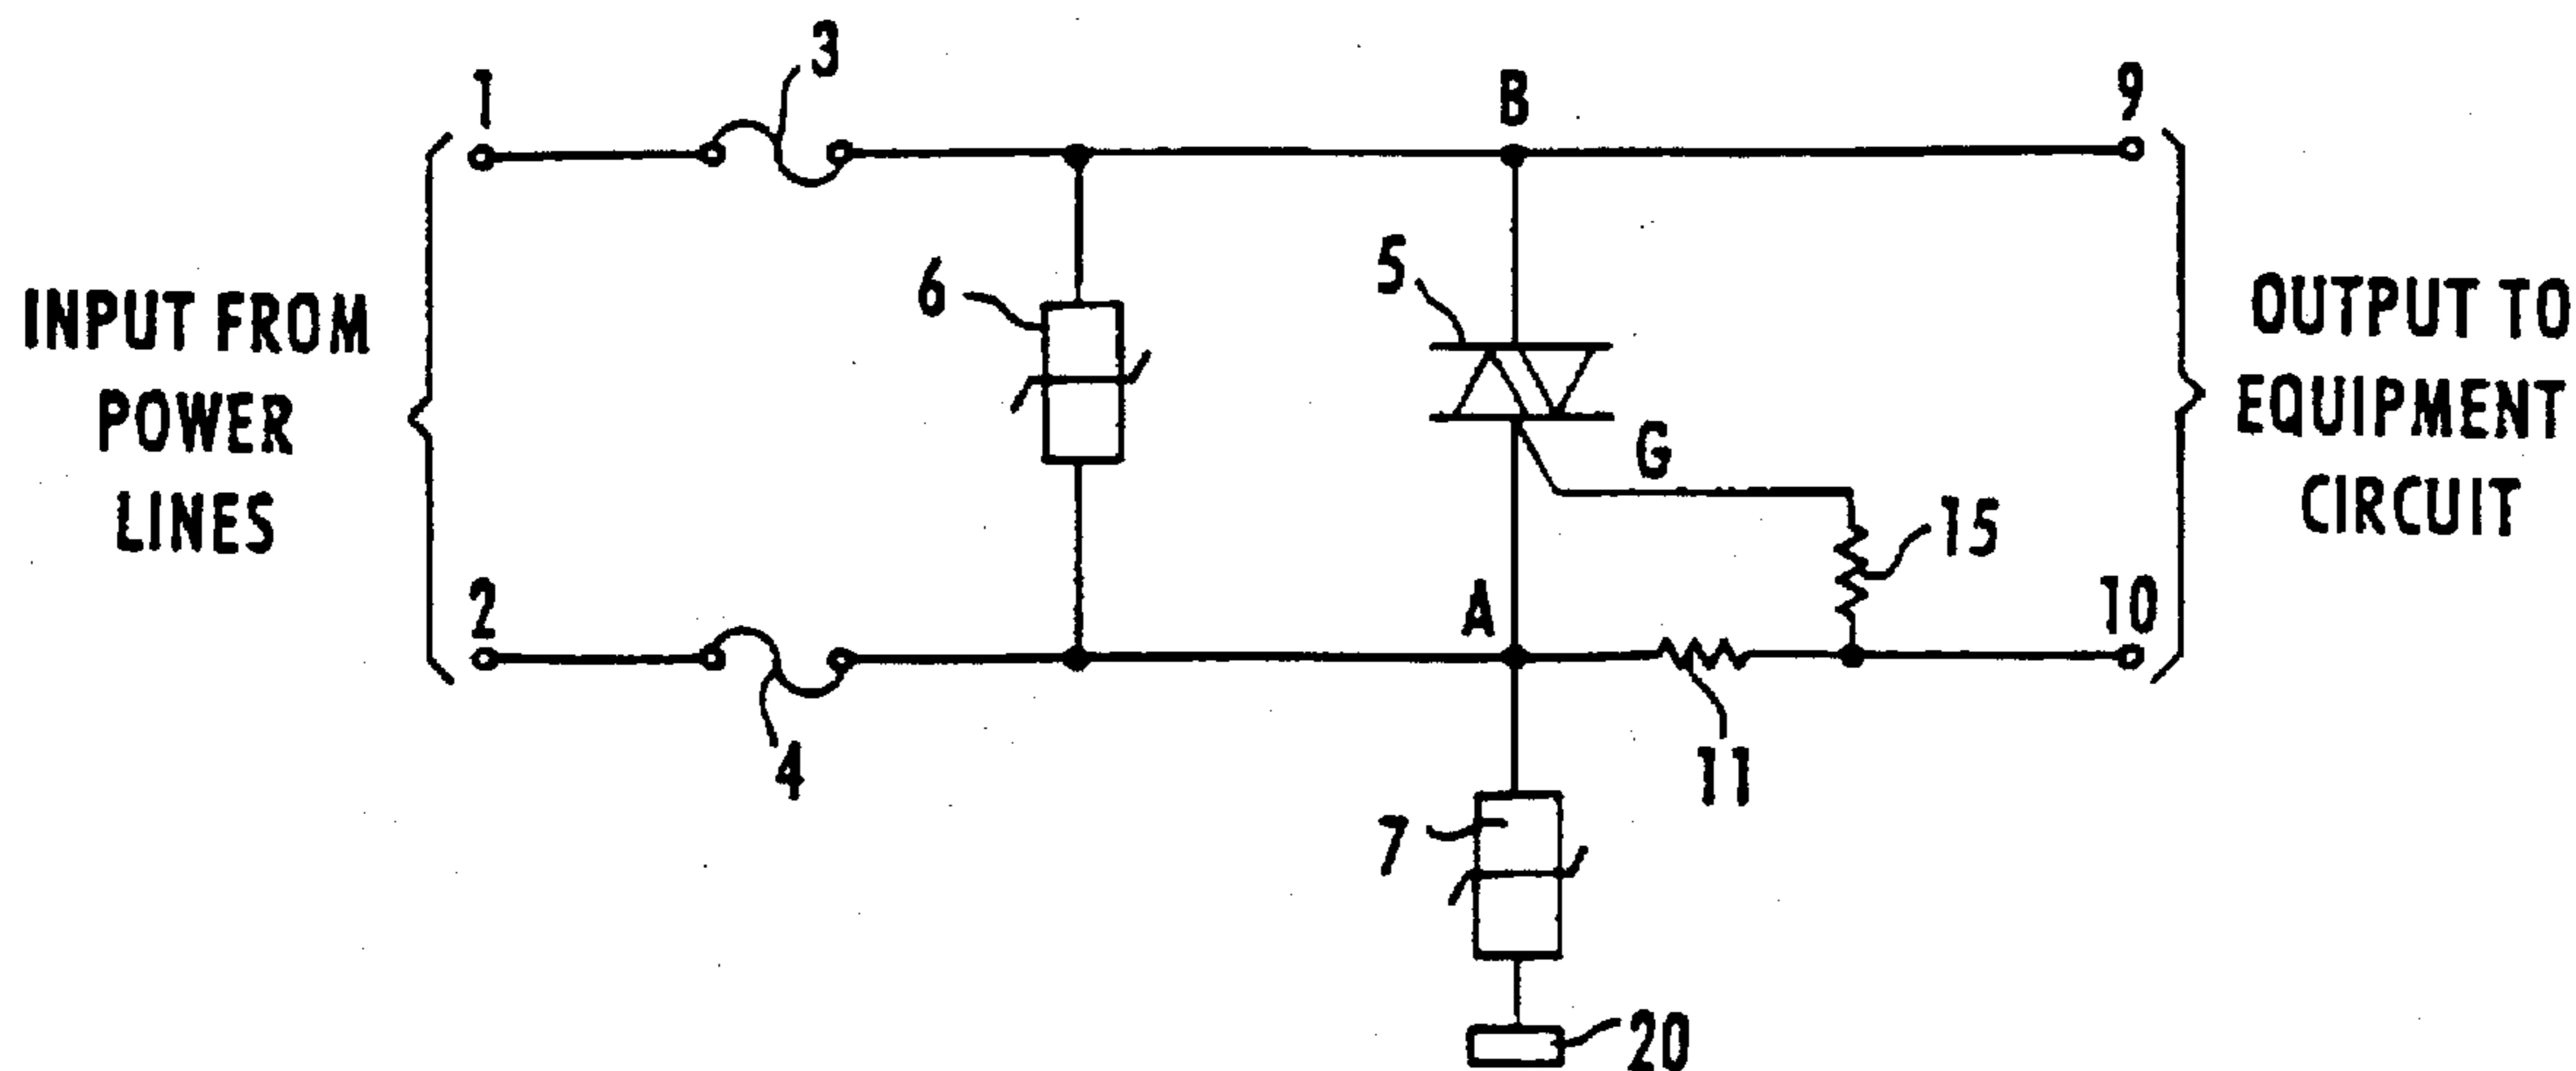 1
3
B
9
INPUT FROM
POWER
LINES
6
5
G
15
OUTPUT TO
EQUIPMENT
CIRCUIT
2
A
10
4
11
7
20